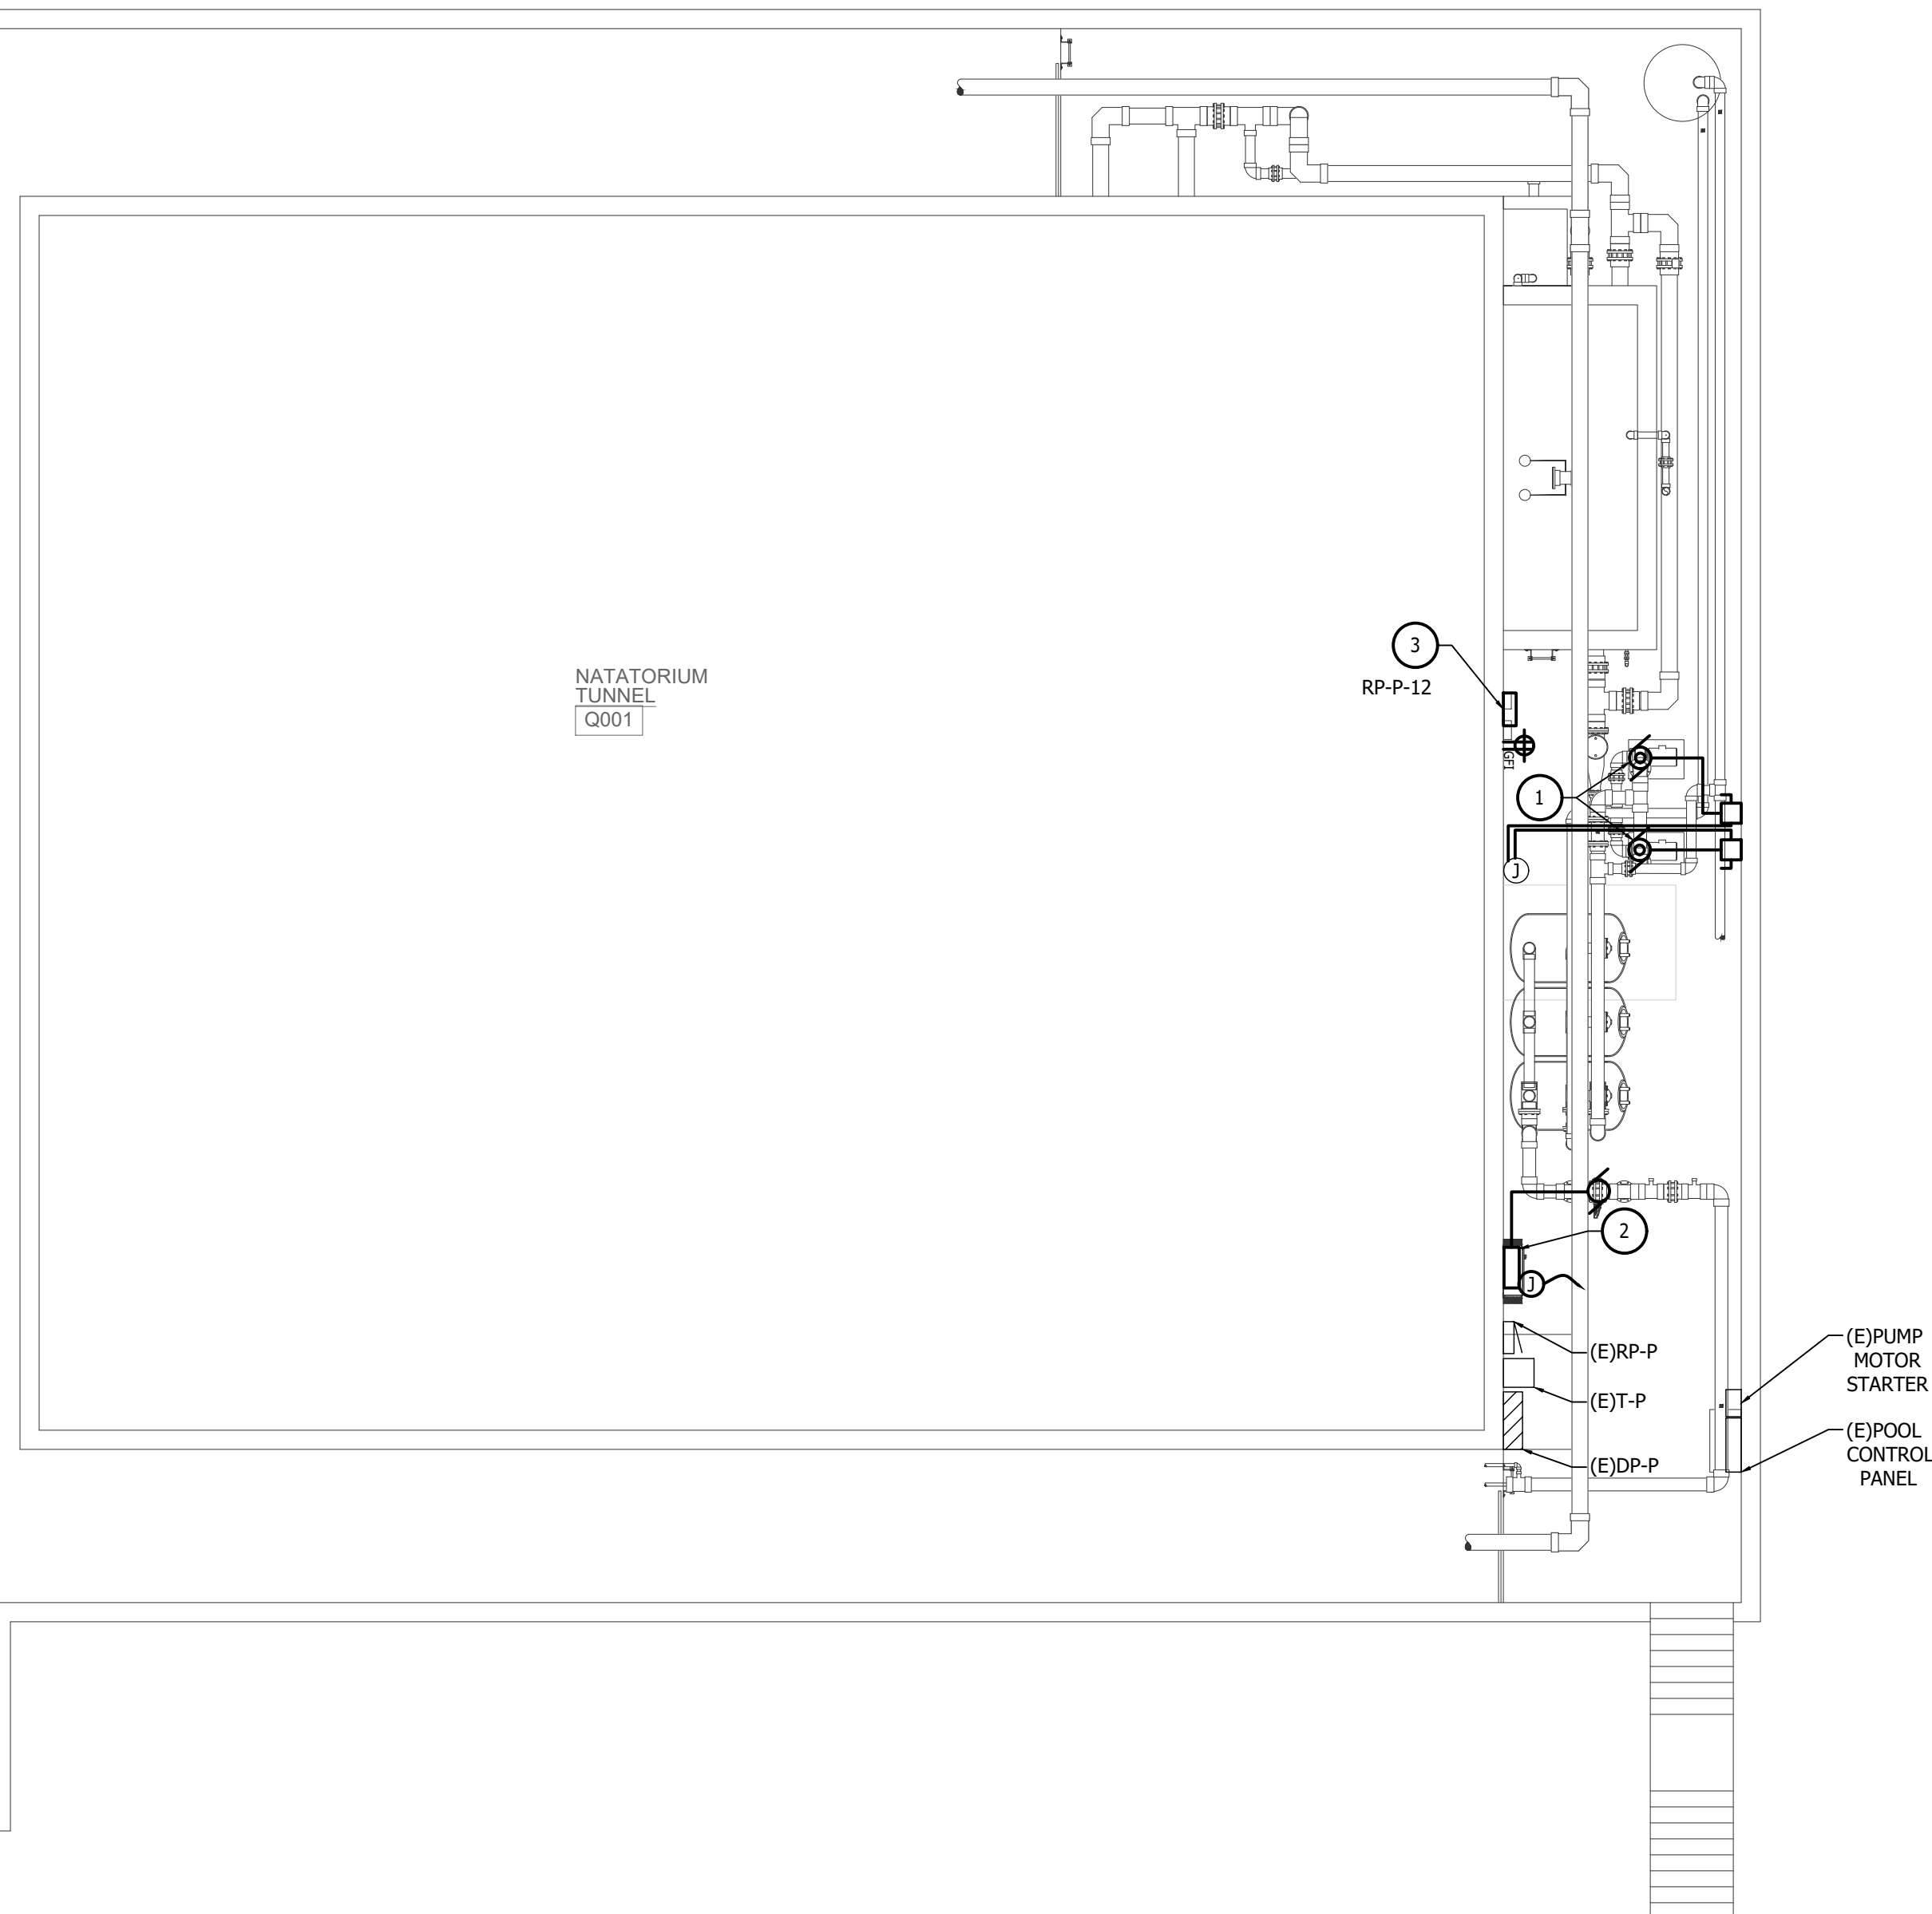 NATATORIUM
TUNNEL
Q001
3
RP-P-12
GFI
1
J
2
J
(E)RP-P
(E)T-P
(E)DP-P
(E)PUMP
MOTOR
STARTER
(E)POOL
CONTROL
PANEL